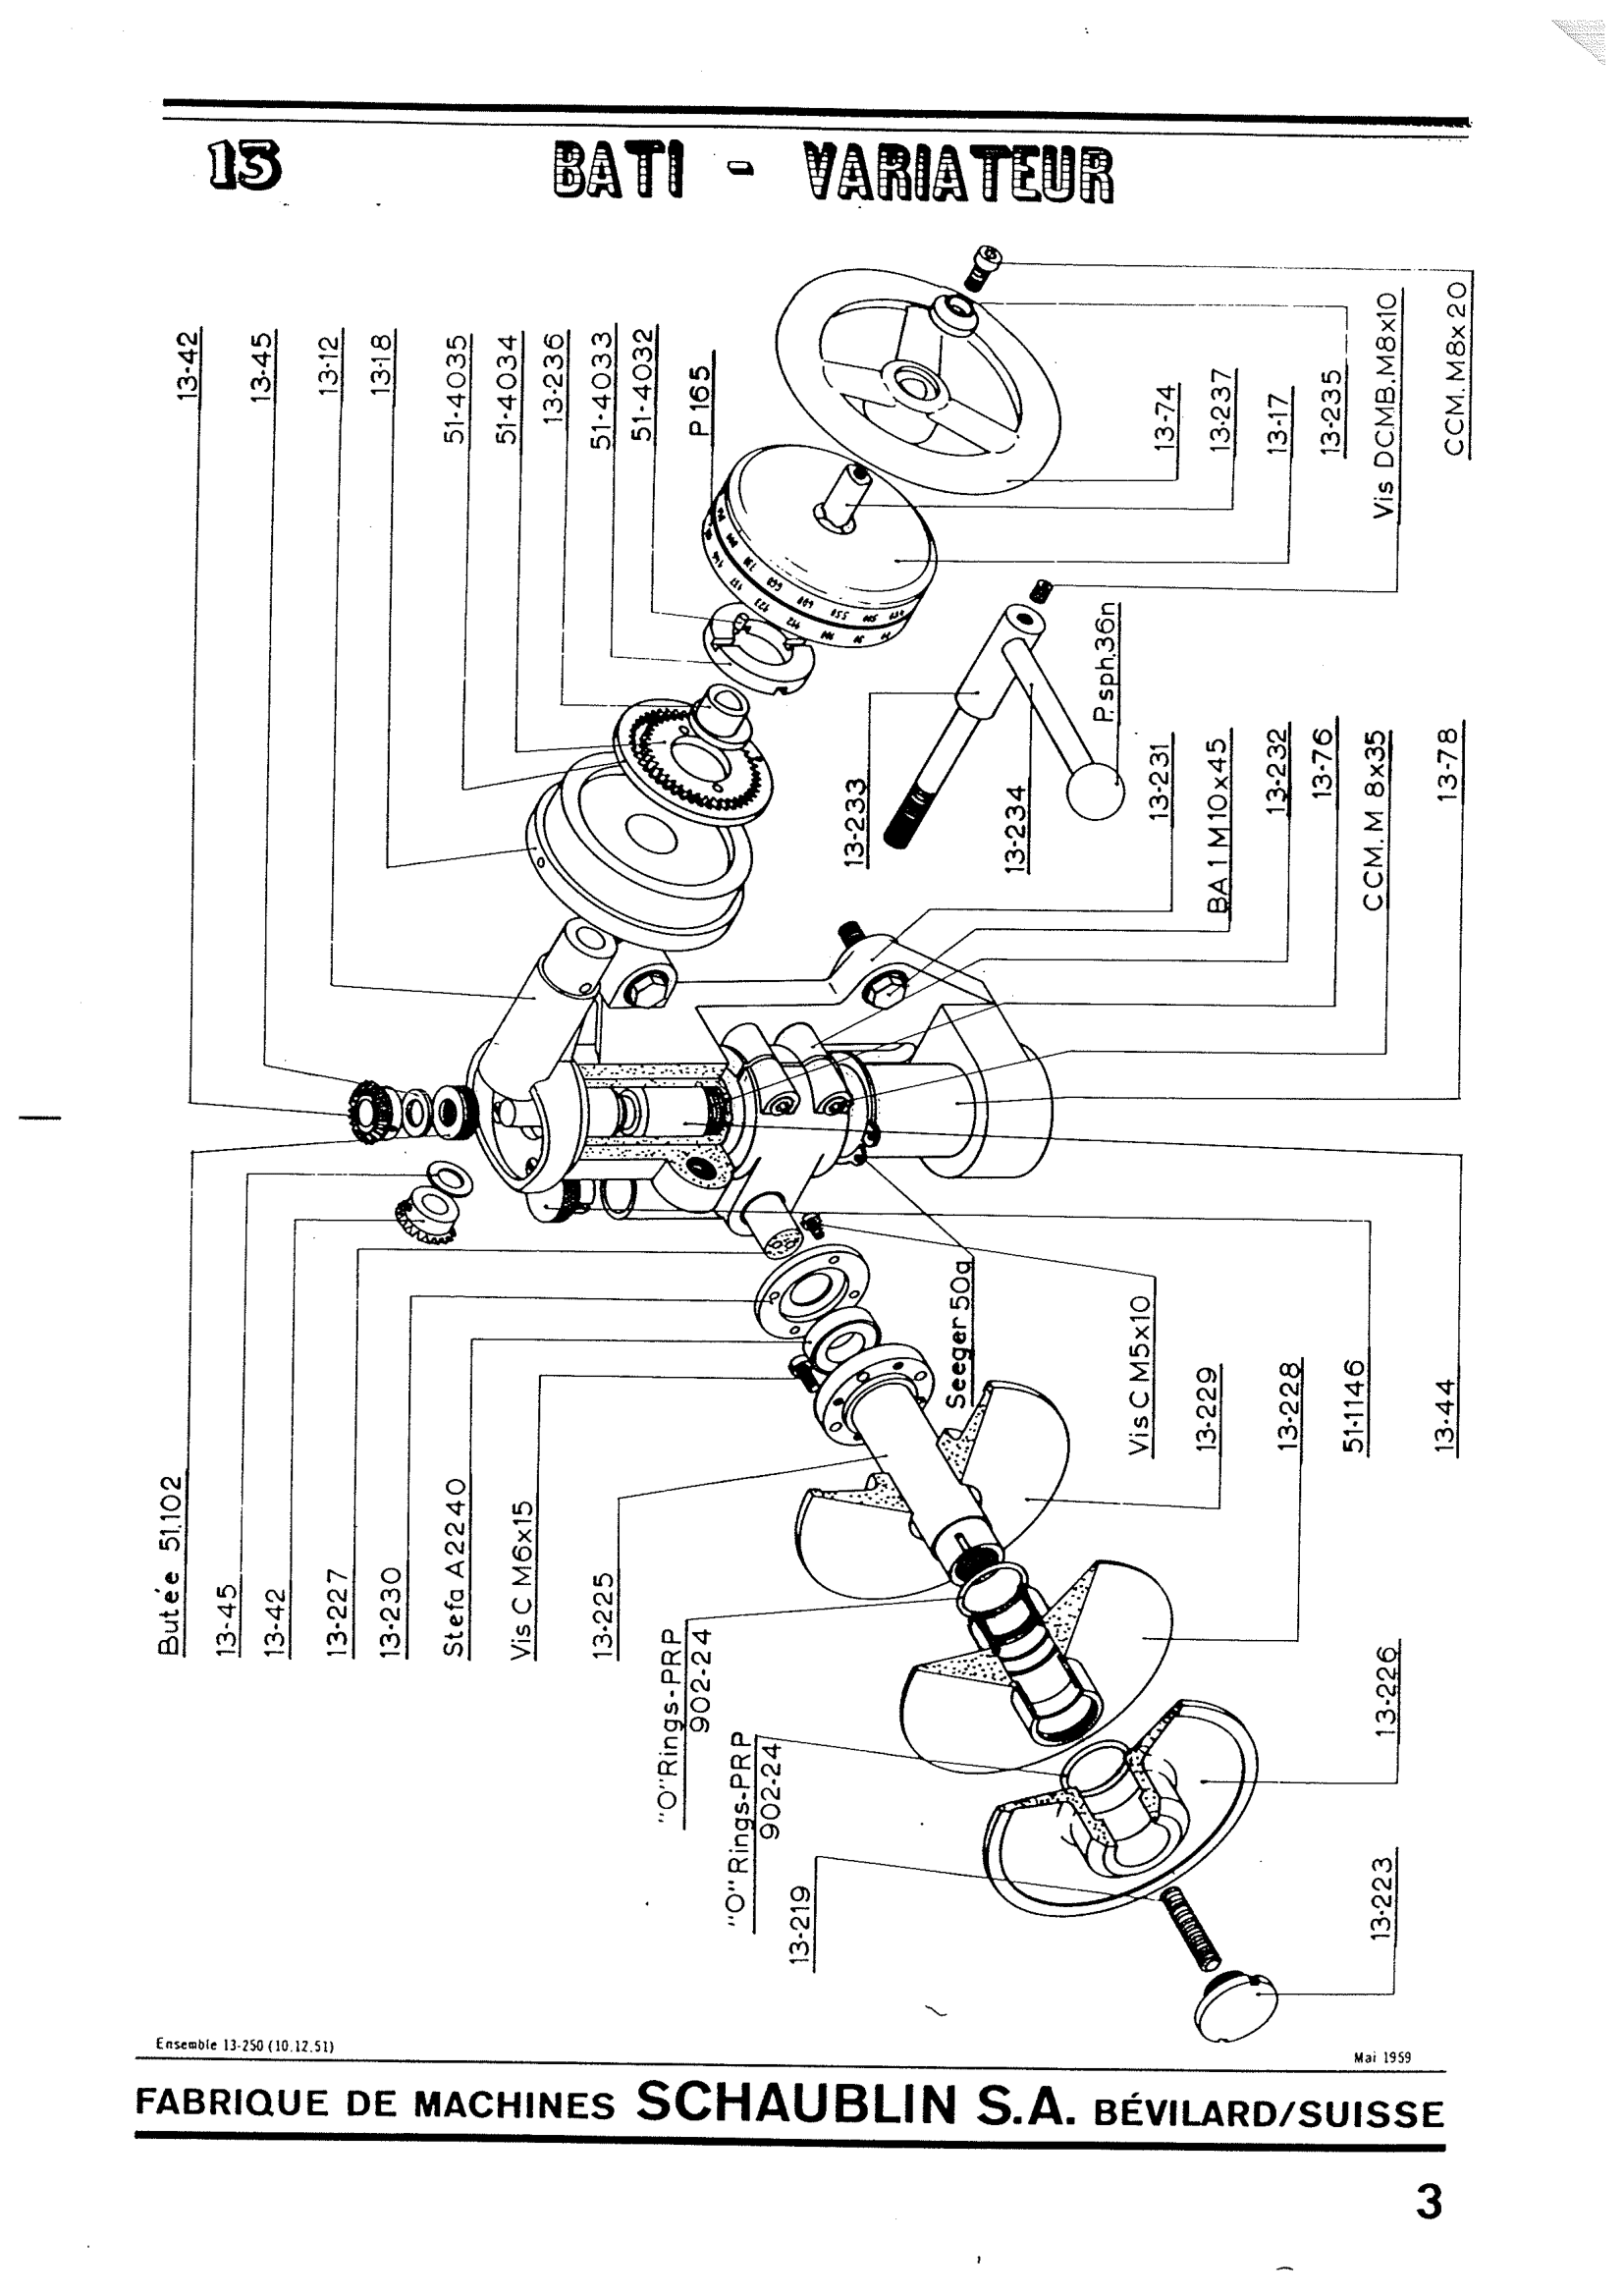 13 BATI - VARIATEUR
13-42
13-45
13-12
13-18
51-4035
51-4034
13-236
51-4033
51-4032
P 165
13-74
13-237
13-17
13-235
Vis DCMB.M8x10
CCM. M8x20
13-233
13-234
P.sph.36n
13-231
BA 1 M10x45
13-232
13-76
CCM. M 8x35
13-78
Butée 51.102
13-45
13-42
13-227
13-230
Stefa A2240
Vis C M6x15
13-225
"O"Rings-PRP
902-24
"O"Rings-PRP
902-24
13-219
Seeger 50a
Vis C M5x10
13-229
13-228
51-1146
13-44
13-226
13-223
Ensemble 13-250 (10.12.51)
Mai 1959
FABRIQUE DE MACHINES SCHAUBLIN S.A. BÉVILARD/SUISSE
3